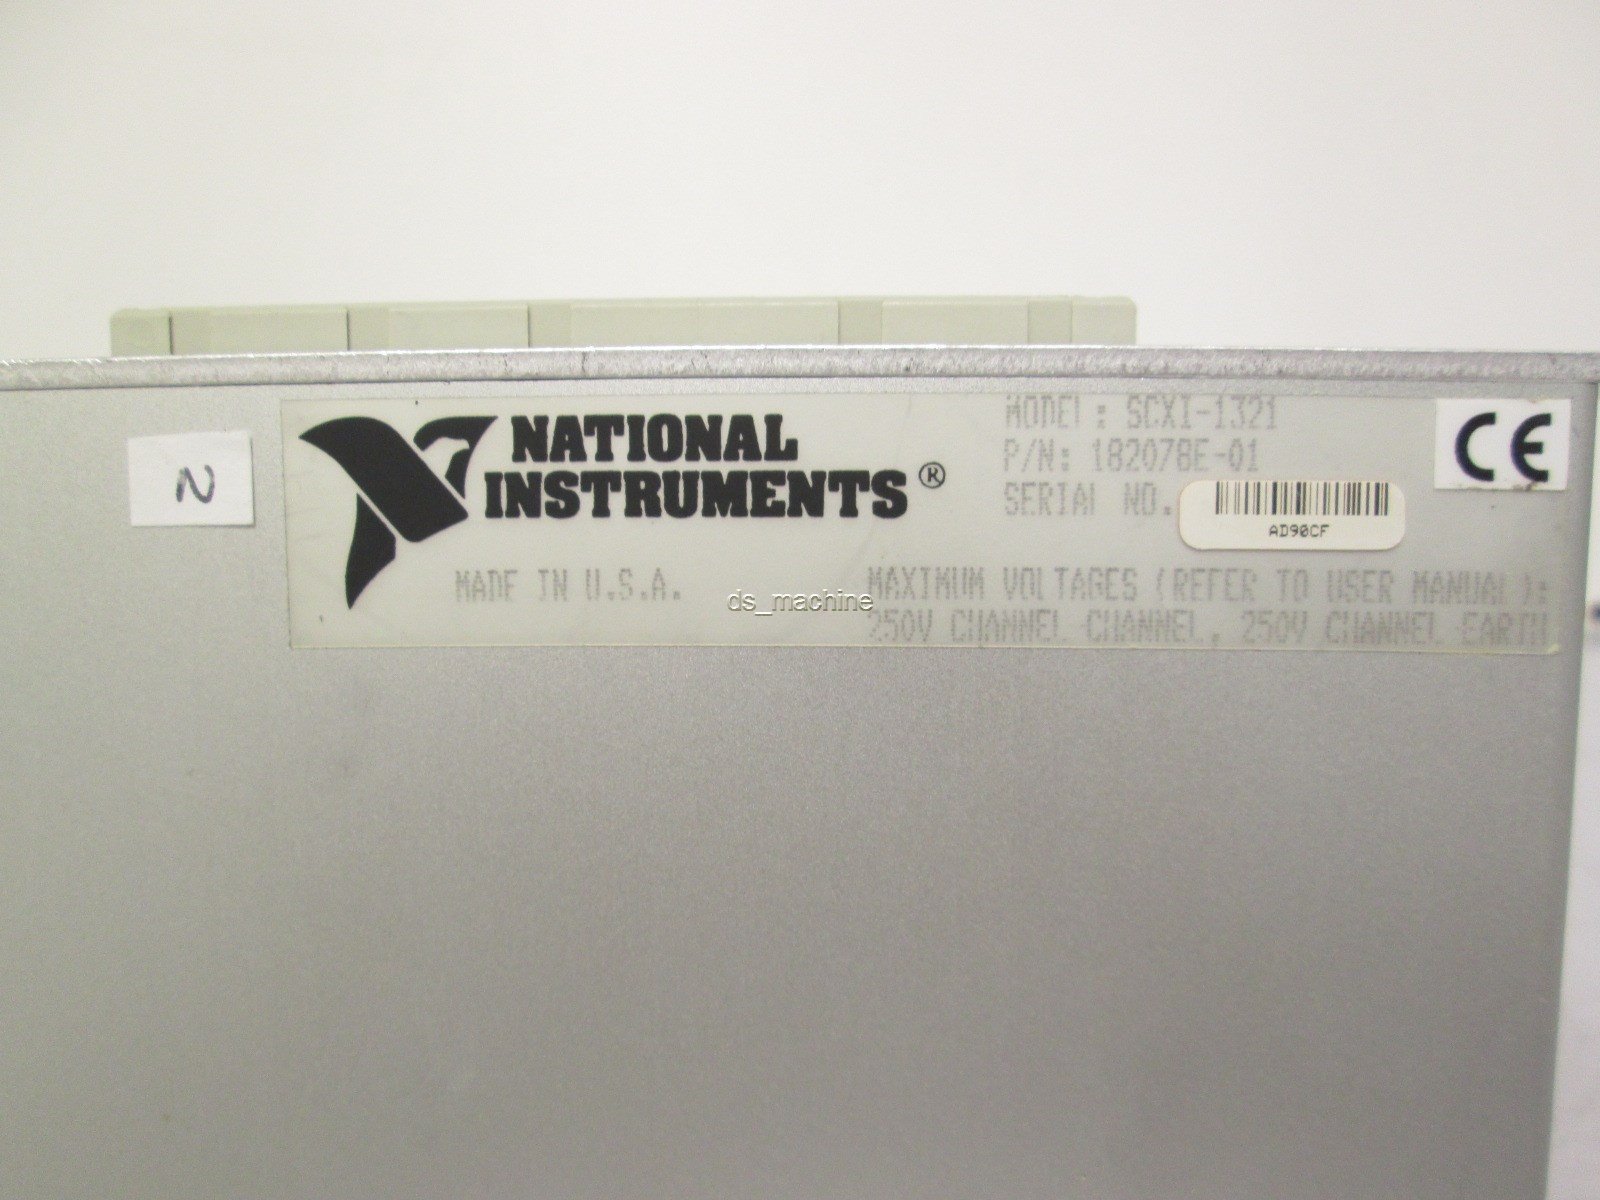 N
NATIONAL
INSTRUMENTS®
MADE IN U.S.A.
MODEL: SCXI-1321
P/N: 182078E-01
SERIAL NO.
AD90CF
CE
MAXIMUM VOLTAGES (REFER TO USER MANUAL):
250V CHANNEL CHANNEL, 250V CHANNEL EARTH
ds_machine